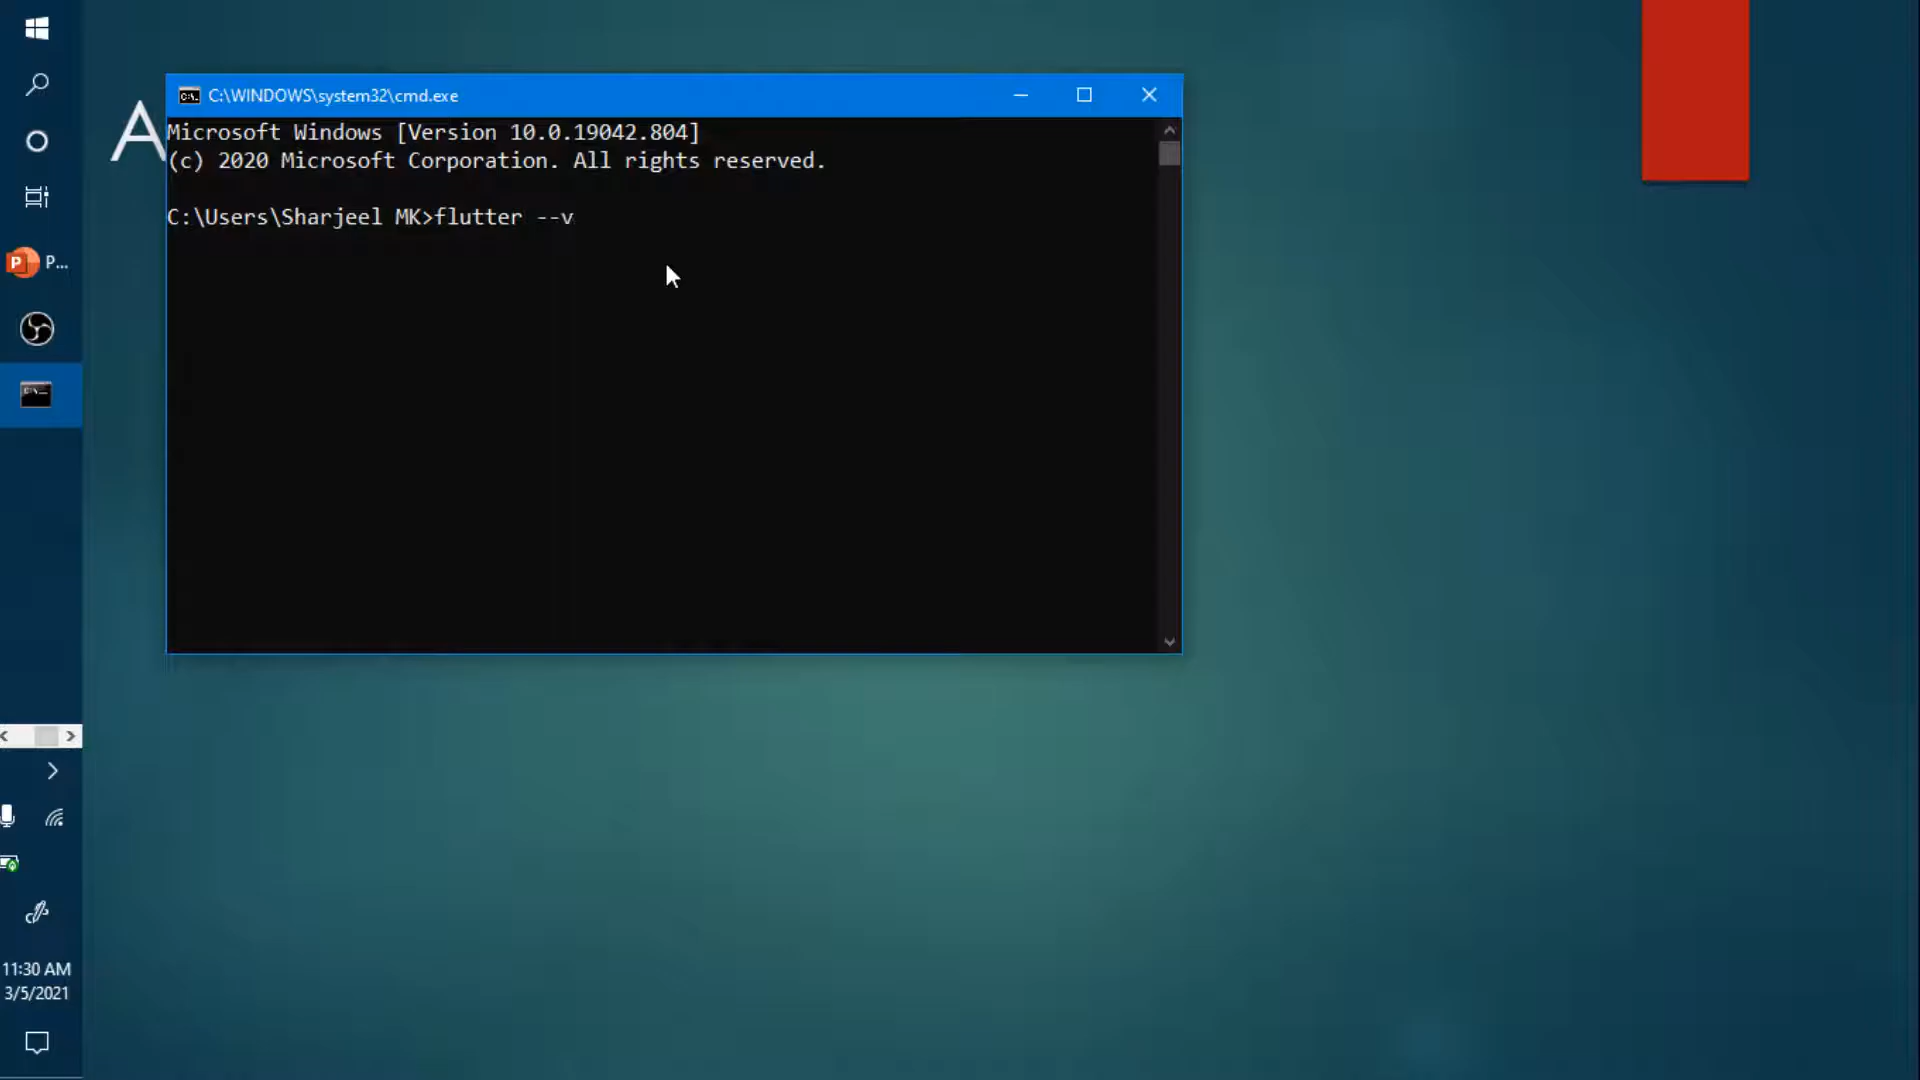 C:\WINDOWS\system32\cmd.exe
A
Microsoft Windows [Version 10.0.19042.804]
(c) 2020 Microsoft Corporation. All rights reserved.
C:\Users\Sharjeel MK>flutter --v
P...
11:30 AM
3/5/2021